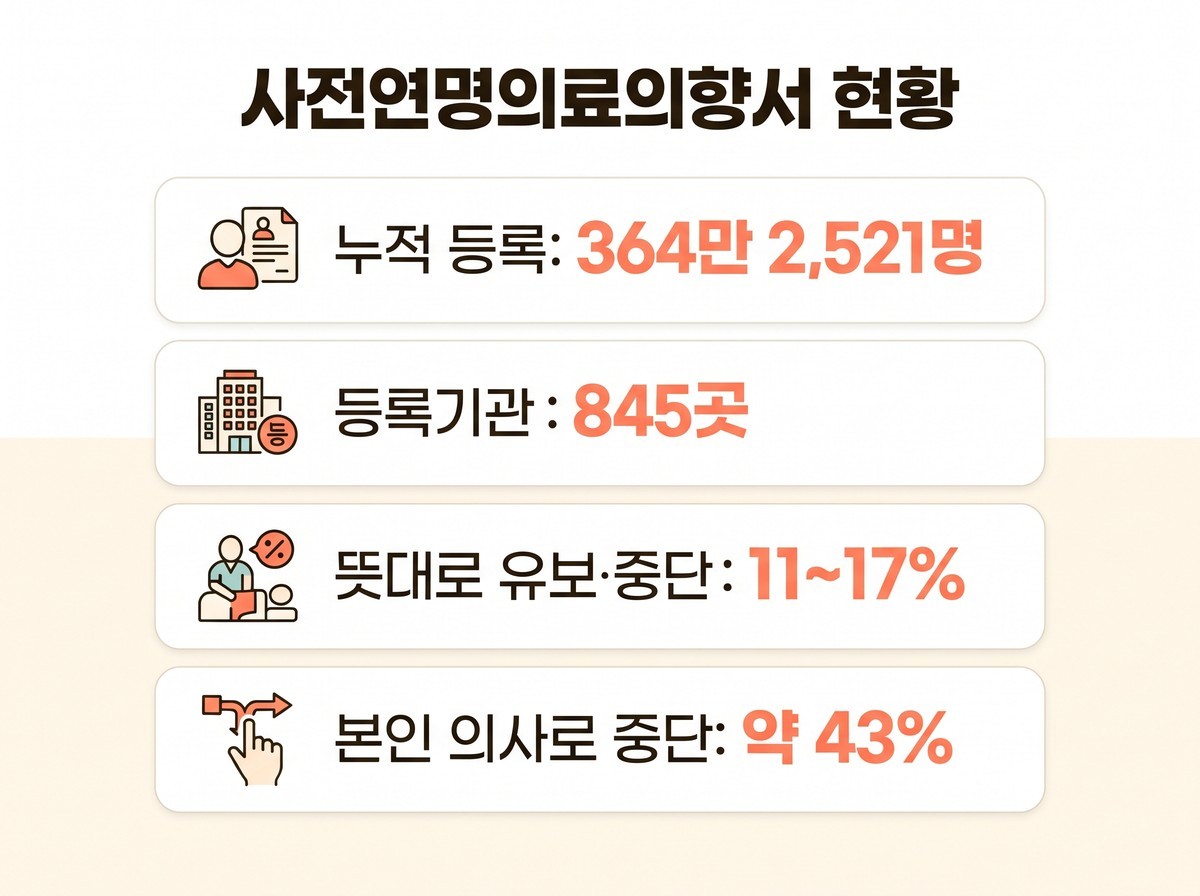 사전연명의료의향서 현황
누적 등록: 364만 2,521명
등록기관 : 845곳
등
뜻대로 유보·중단 : 11~17%
%
본인 의사로 중단: 약 43%